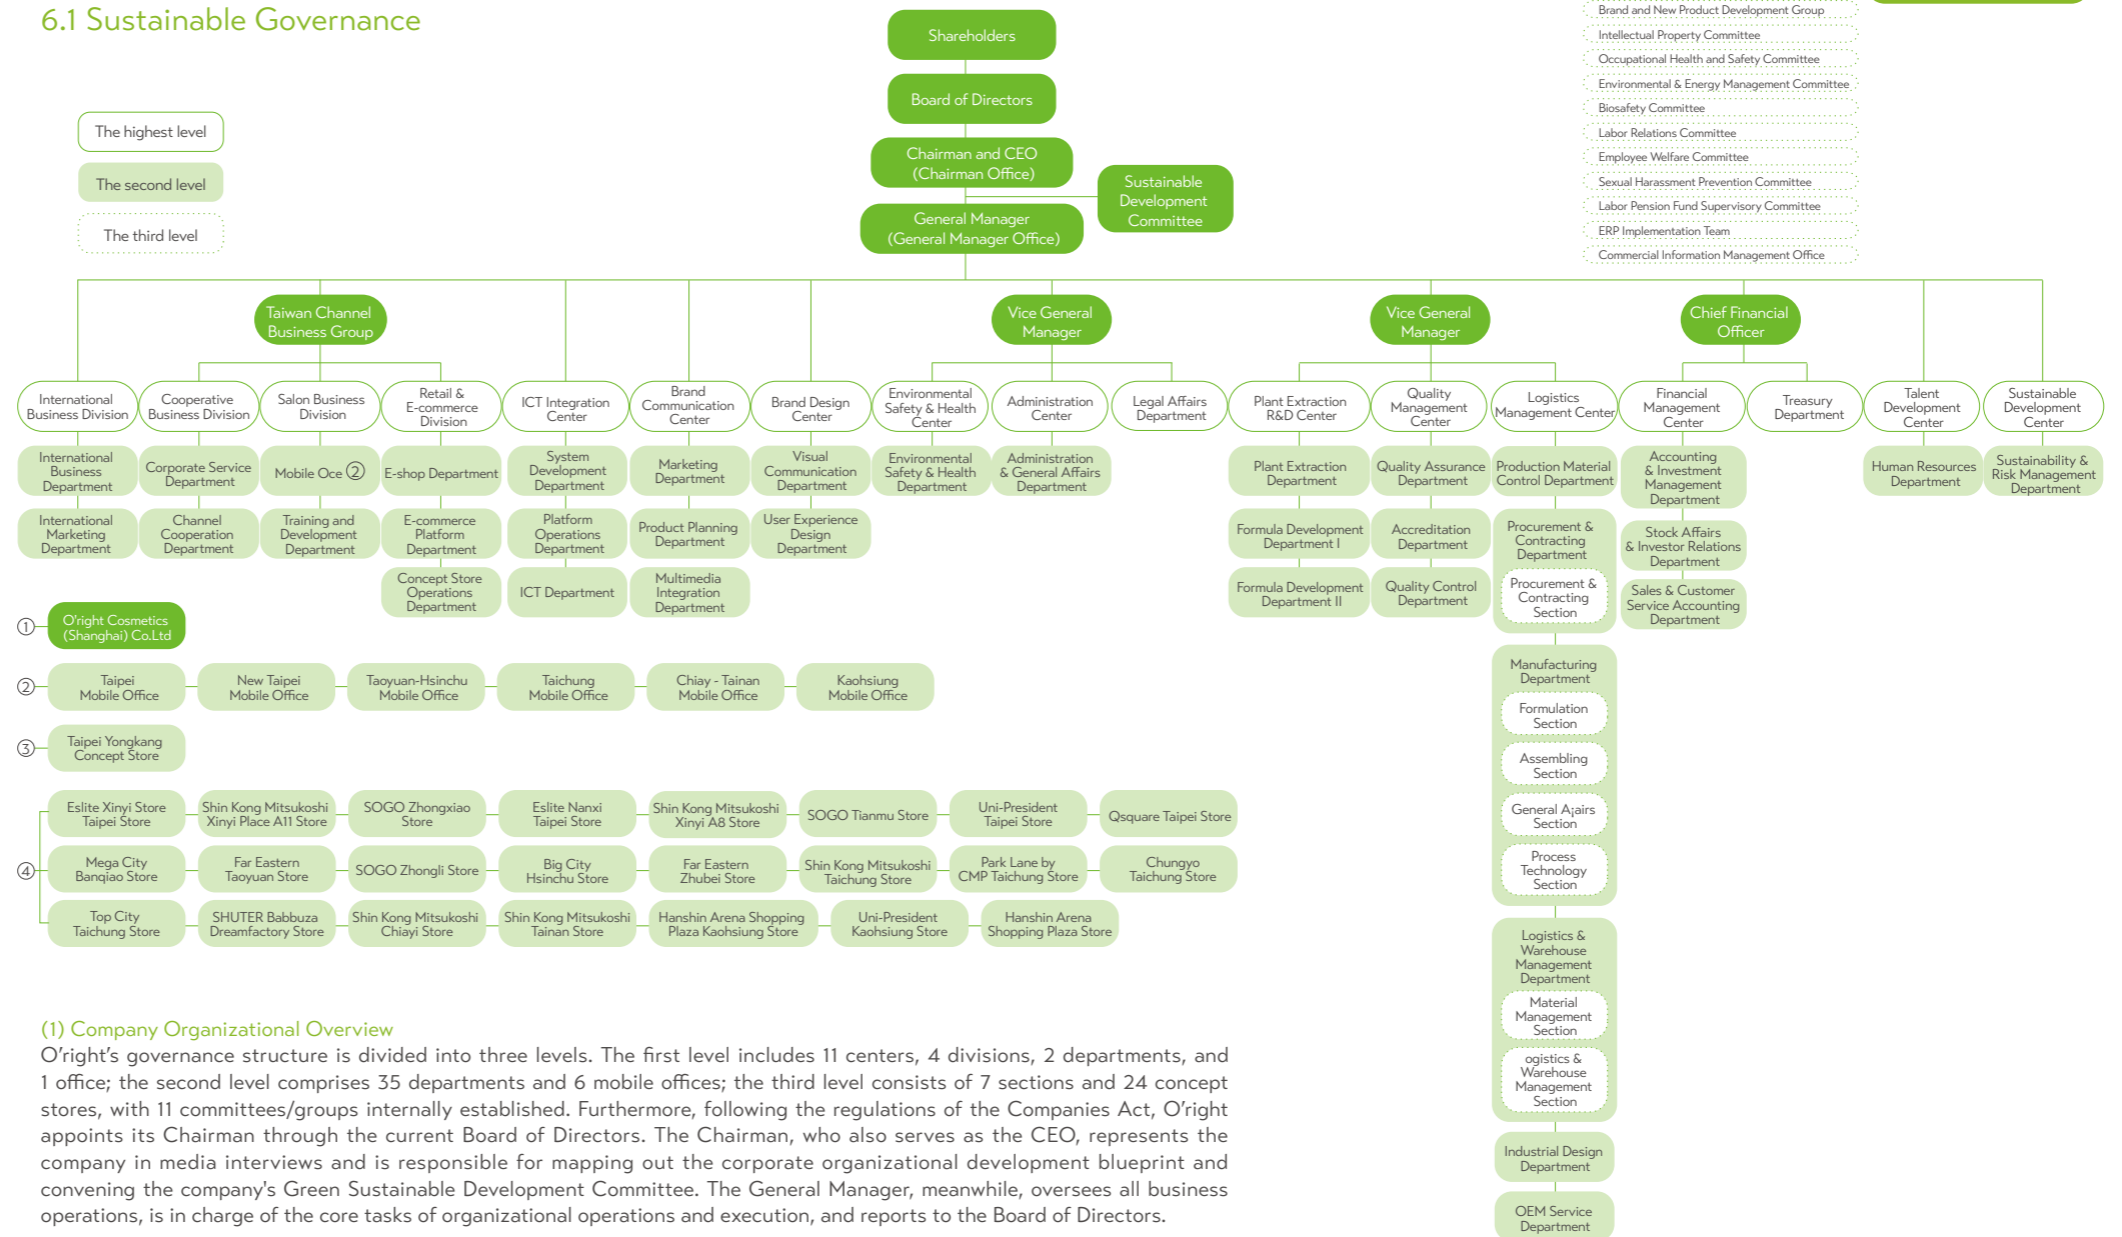 6.1 Sustainable Governance
The highest level
The second level
The third level
Shareholders
Board of Directors
Chairman and CEO
(Chairman Office)
Sustainable
Development
Committee
General Manager
(General Manager Office)
Brand and New Product Development Group
Intellectual Property Committee
Occupational Health and Safety Committee
Environmental & Energy Management Committee
Biosafety Committee
Labor Relations Committee
Employee Welfare Committee
Sexual Harassment Prevention Committee
Labor Pension Fund Supervisory Committee
ERP Implementation Team
Commercial Information Management Office
Taiwan Channel
Business Group
Vice General
Manager
Vice General
Manager
Chief Financial
Officer
International
Business Division
Cooperative
Business Division
Salon Business
Division
Retail &
E-commerce
Division
ICT Integration
Center
Brand
Communication
Center
Brand Design
Center
Environmental
Safety & Health
Center
Administration
Center
Legal Affairs
Department
Plant Extraction
R&D Center
Quality
Management
Center
Logistics
Management Center
Financial
Management
Center
Treasury
Department
Talent
Development
Center
Sustainable
Development
Center
International
Business
Department
Corporate Service
Department
Mobile Oce ②
E-shop Department
System
Development
Department
Marketing
Department
Visual
Communication
Department
Environmental
Safety & Health
Department
Administration
& General Affairs
Department
Plant Extraction
Department
Quality Assurance
Department
Production Material
Control Department
Accounting
& Investment
Management
Department
Human Resources
Department
Sustainability &
Risk Management
Department
International
Marketing
Department
Channel
Cooperation
Department
Training and
Development
Department
E-commerce
Platform
Department
Platform
Operations
Department
Product Planning
Department
User Experience
Design
Department
Formula Development
Department I
Accreditation
Department
Procurement &
Contracting
Department
Procurement &
Contracting
Section
Stock Affairs
& Investor Relations
Department
Concept Store
Operations
Department
ICT Department
Multimedia
Integration
Department
Formula Development
Department II
Quality Control
Department
Sales & Customer
Service Accounting
Department
Manufacturing
Department
Formulation
Section
Assembling
Section
General A¡airs
Section
Process
Technology
Section
Logistics &
Warehouse
Management
Department
Material
Management
Section
ogistics &
Warehouse
Management
Section
Industrial Design
Department
OEM Service
Department
①
O'right Cosmetics
(Shanghai) Co.Ltd
②
Taipei
Mobile Office
New Taipei
Mobile Office
Taoyuan-Hsinchu
Mobile Office
Taichung
Mobile Office
Chiay - Tainan
Mobile Office
Kaohsiung
Mobile Office
③
Taipei Yongkang
Concept Store
④
Eslite Xinyi Store
Taipei Store
Shin Kong Mitsukoshi
Xinyi Place A11 Store
SOGO Zhongxiao
Store
Eslite Nanxi
Taipei Store
Shin Kong Mitsukoshi
Xinyi A8 Store
SOGO Tianmu Store
Uni-President
Taipei Store
Qsquare Taipei Store
Mega City
Banqiao Store
Far Eastern
Taoyuan Store
SOGO Zhongli Store
Big City
Hsinchu Store
Far Eastern
Zhubei Store
Shin Kong Mitsukoshi
Taichung Store
Park Lane by
CMP Taichung Store
Chungyo
Taichung Store
Top City
Taichung Store
SHUTER Babbuza
Dreamfactory Store
Shin Kong Mitsukoshi
Chiayi Store
Shin Kong Mitsukoshi
Tainan Store
Hanshin Arena Shopping
Plaza Kaohsiung Store
Uni-President
Kaohsiung Store
Hanshin Arena
Shopping Plaza Store
(1) Company Organizational Overview
O'right's governance structure is divided into three levels. The first level includes 11 centers, 4 divisions, 2 departments, and
1 office; the second level comprises 35 departments and 6 mobile offices; the third level consists of 7 sections and 24 concept
stores, with 11 committees/groups internally established. Furthermore, following the regulations of the Companies Act, O'right
appoints its Chairman through the current Board of Directors. The Chairman, who also serves as the CEO, represents the
company in media interviews and is responsible for mapping out the corporate organizational development blueprint and
convening the company's Green Sustainable Development Committee. The General Manager, meanwhile, oversees all business
operations, is in charge of the core tasks of organizational operations and execution, and reports to the Board of Directors.